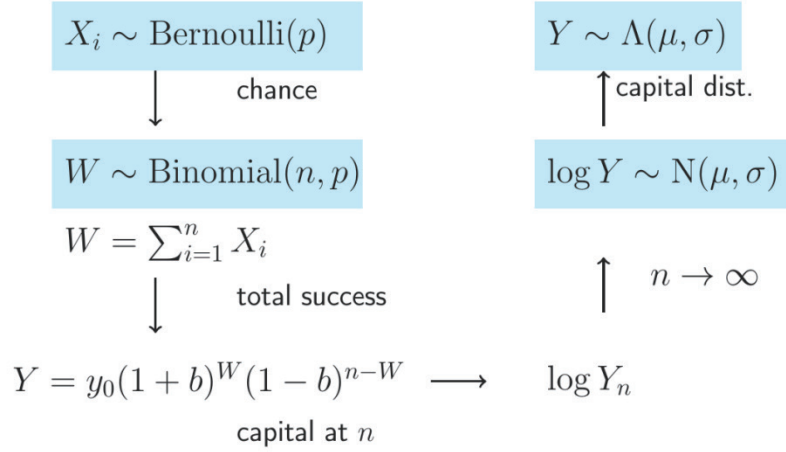 X_i ∼ Bernoulli(p)
chance
W ∼ Binomial(n, p)
W = ∑_{i=1}^{n} X_i
total success
Y = y_0(1 + b)^W (1 − b)^{n−W}
capital at n
log Y_n
n → ∞
log Y ∼ N(μ, σ)
capital dist.
Y ∼ Λ(μ, σ)